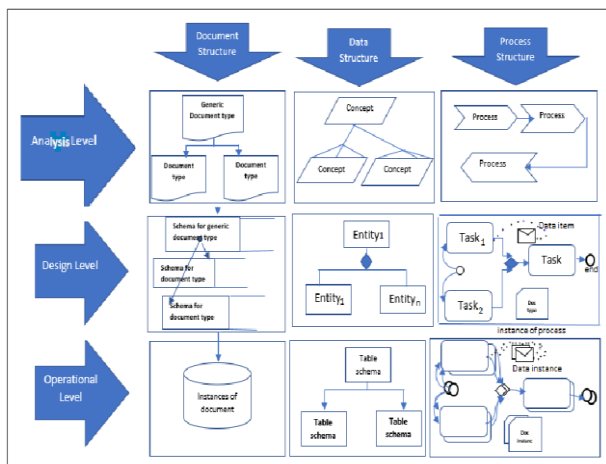 Document
Structure
Data
Structure
Process
Structure
Analysis Level
Generic
Document type
Document
type
Document
type
Concept
Concept
Concept
Process
Process
Process
Design Level
Schema for generic
document type
Schema for
document type
Schema for
document type
Entity1
Entity1
Entityn
Data item
Task1
Task
end
Task2
Doc
type
Operational
Level
Instances of
document
Table
schema
Table
schema
Table
schema
Instance of process
Data instance
Doc